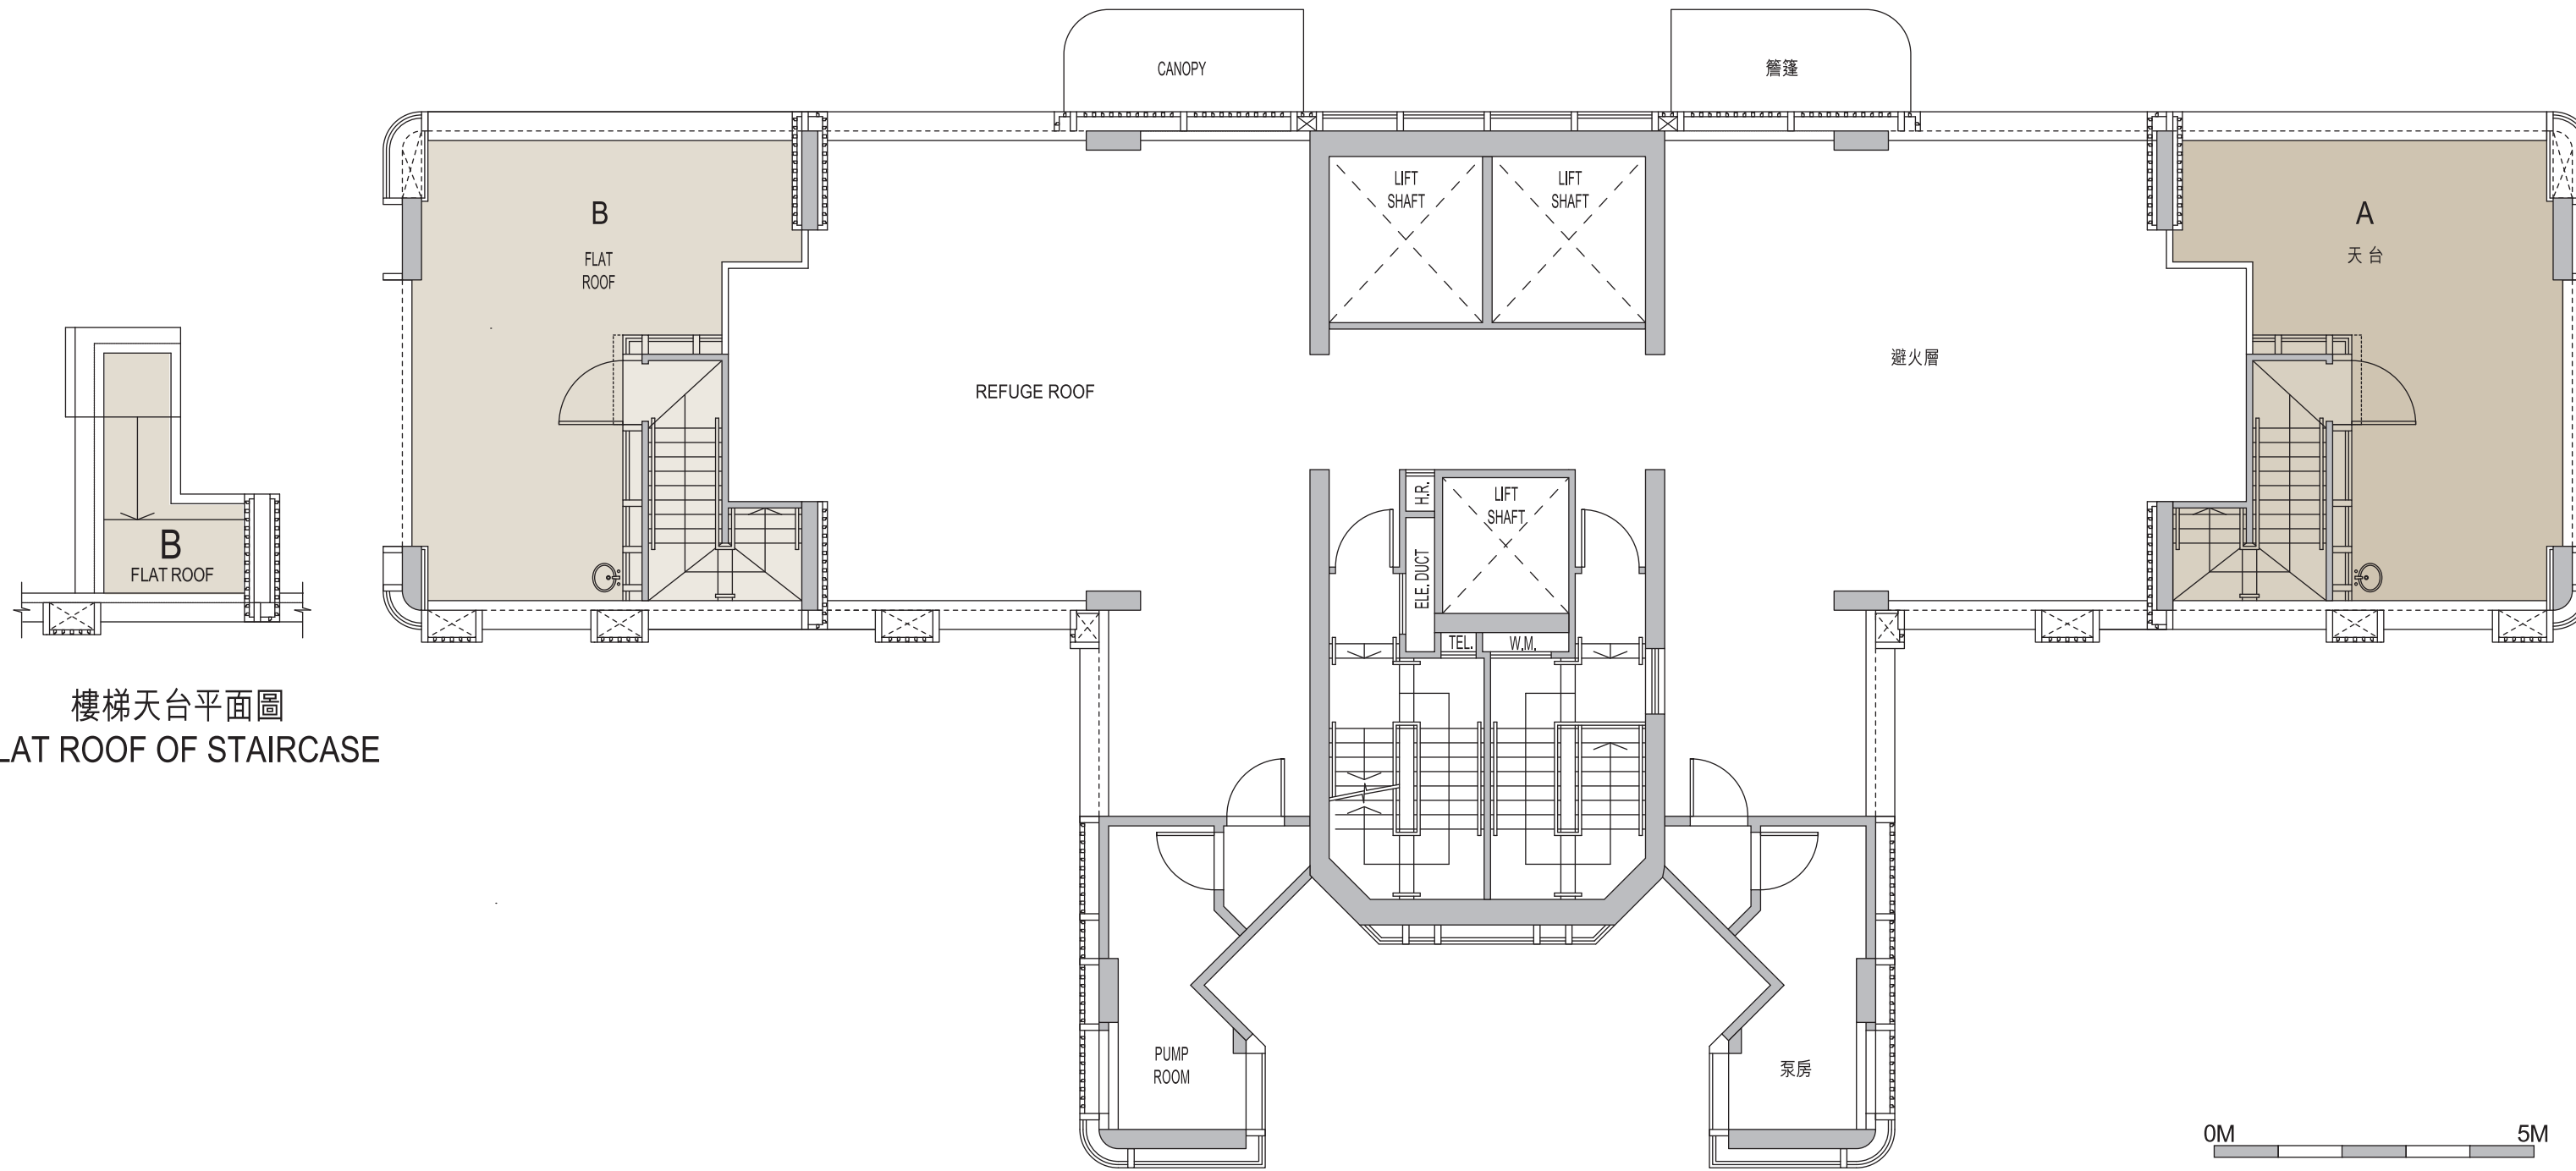 CANOPY
簷篷
LIFT
SHAFT
LIFT
SHAFT
B
FLAT
ROOF
A
天台
REFUGE ROOF
避火層
H.R.
LIFT
SHAFT
ELE. DUCT
TEL.
W.M.
B
FLAT ROOF
樓梯天台平面圖
LAT ROOF OF STAIRCASE
PUMP
ROOM
泵房
0M
5M